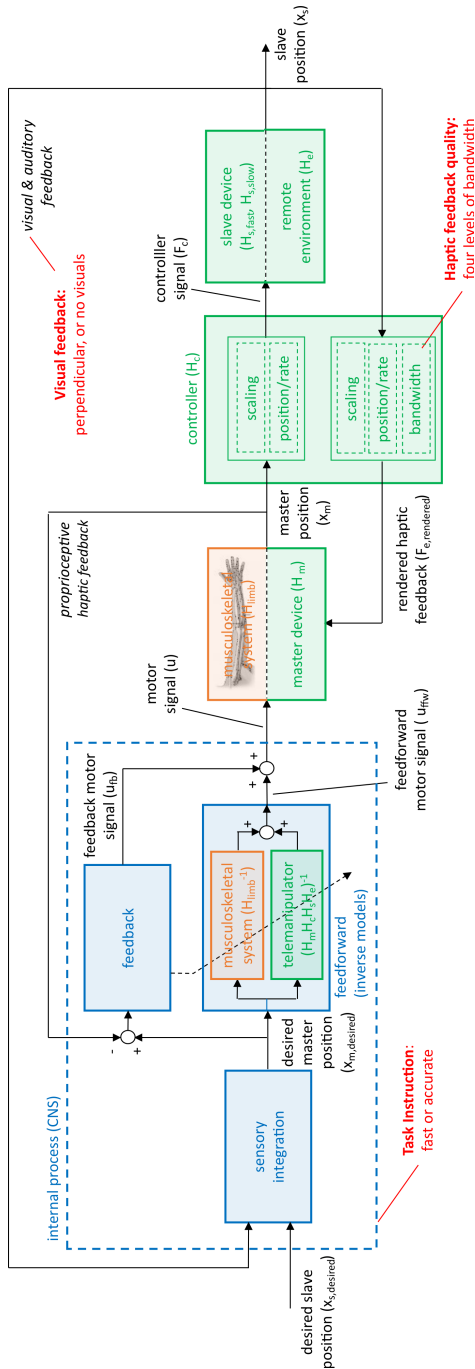 visual & auditory
feedback
Visual feedback:
perpendicular, or no visuals
proprioceptive
haptic feedback
internal process (CNS)
desired slave
position (xs,desired)
sensory
integration
desired
master
position
(xm,desired)
-
+
feedback
feedback motor
signal (ufb)
musculoskeletal
system (Hlimb-1)
telemanipulator
(HmHcHsHe)-1
+
+
feedforward
(inverse models)
+
+
feedforward
motor signal ( uffw)
motor
signal (u)
musculoskeletal
system (Hlimb)
master device (Hm)
master
position
(xm)
rendered haptic
feedback (Fe,rendered)
controller (Hc)
scaling
position/rate
scaling
position/rate
bandwidth
controlller
signal (Fc)
slave device
(Hs,fast, Hs,slow)
remote
environment (He)
slave
position (xs)
Task Instruction:
fast or accurate
Haptic feedback quality:
four levels of bandwidth